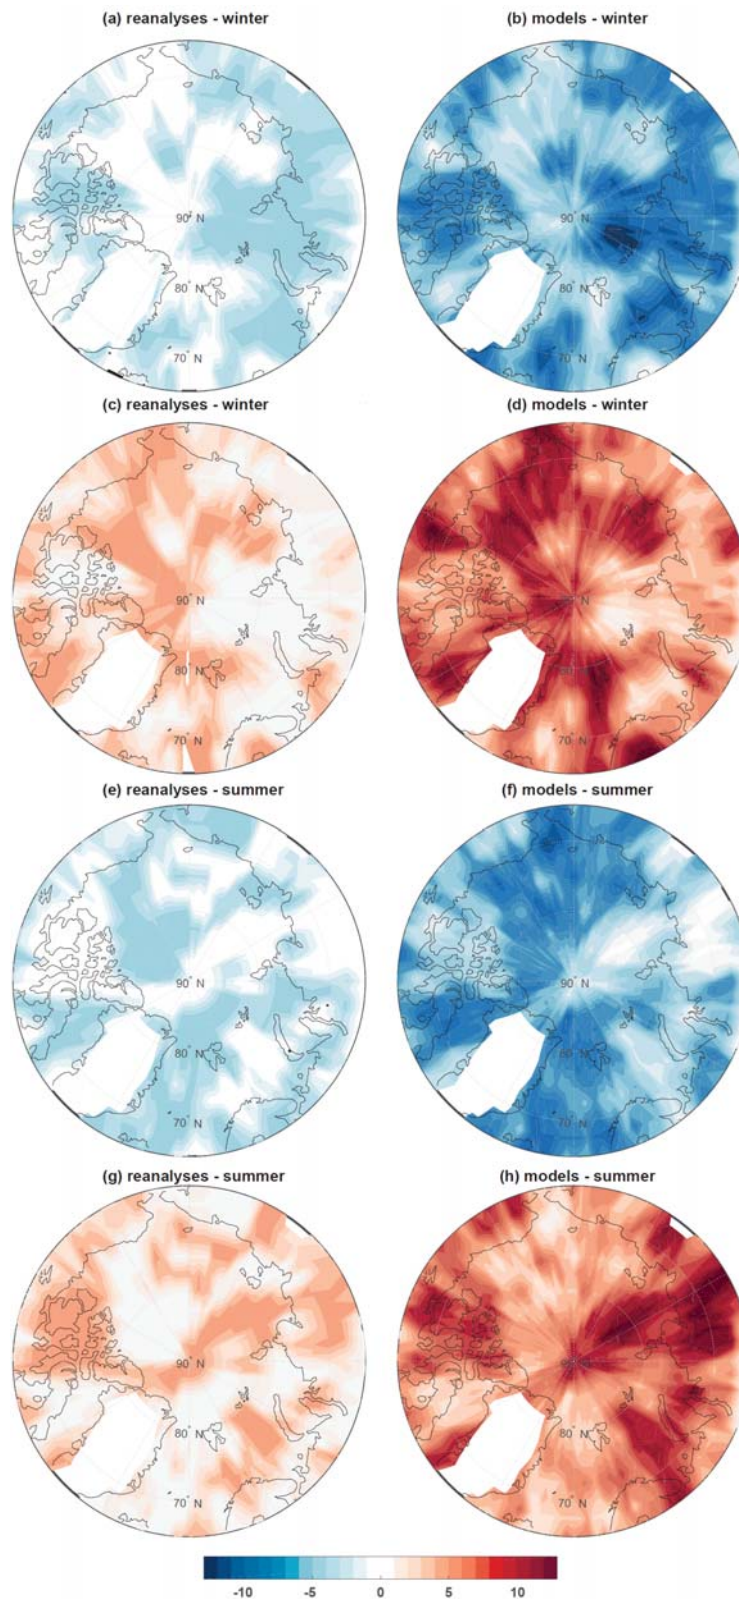 (a) reanalyses - winter
(b) models - winter
90° N
80° N
70° N
90° N
80° N
70° N
(c) reanalyses - winter
(d) models - winter
90° N
80° N
70° N
90° N
80° N
70° N
(e) reanalyses - summer
(f) models - summer
90° N
80° N
70° N
90° N
80° N
70° N
(g) reanalyses - summer
(h) models - summer
90° N
80° N
70° N
90° N
80° N
70° N
-10 -5 0 5 10